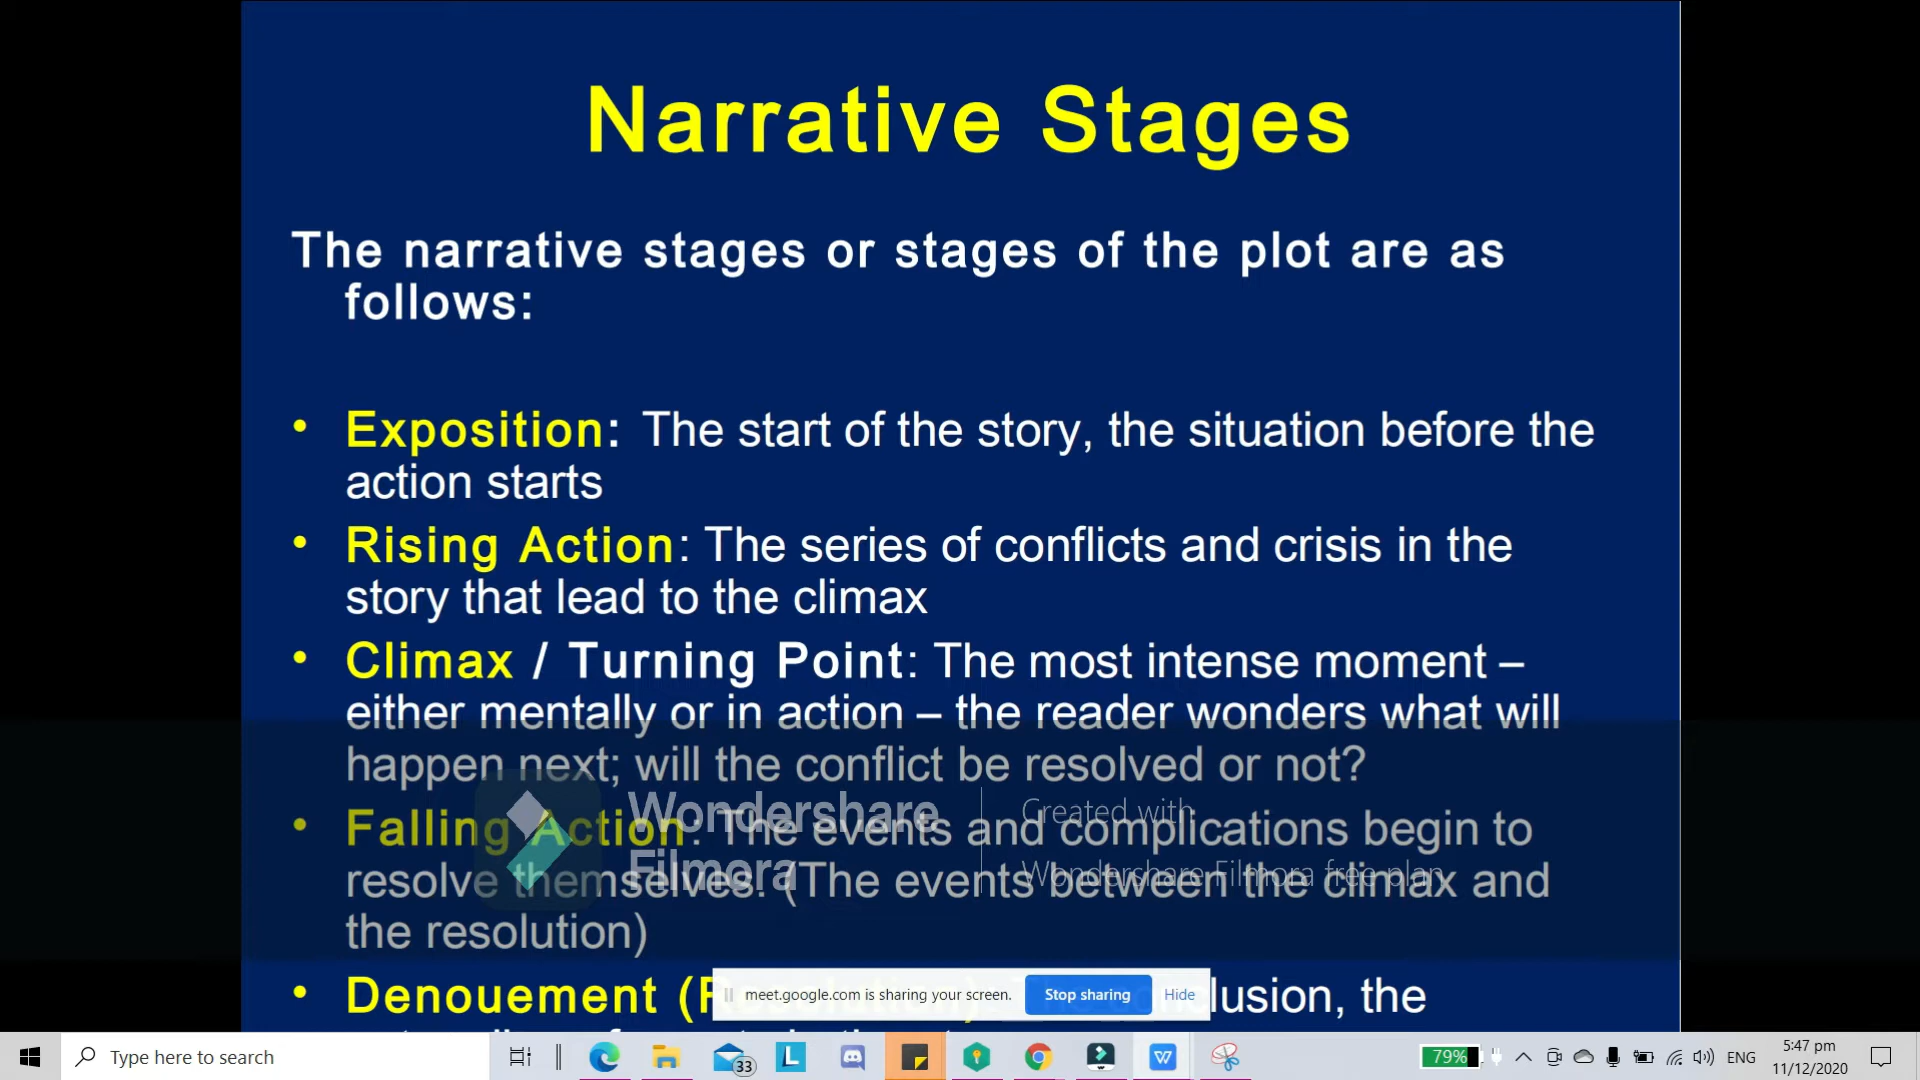 Narrative Stages
The narrative stages or stages of the plot are as
follows:
• Exposition: The start of the story, the situation before the
action starts
• Rising Action: The series of conflicts and crisis in the
story that lead to the climax
• Climax / Turning Point: The most intense moment –
either mentally or in action – the reader wonders what will
happen next; will the conflict be resolved or not?
• Falling Action: The events and complications begin to
resolve themselves. (The events between the climax and
the resolution)
Wondershare
Filmora
Created with
Wondershare Filmora free plan
• Denouement (Resolution) lusion, the
meet.google.com is sharing your screen. Stop sharing Hide
Type here to search
33
79%
ENG
5:47 pm
11/12/2020